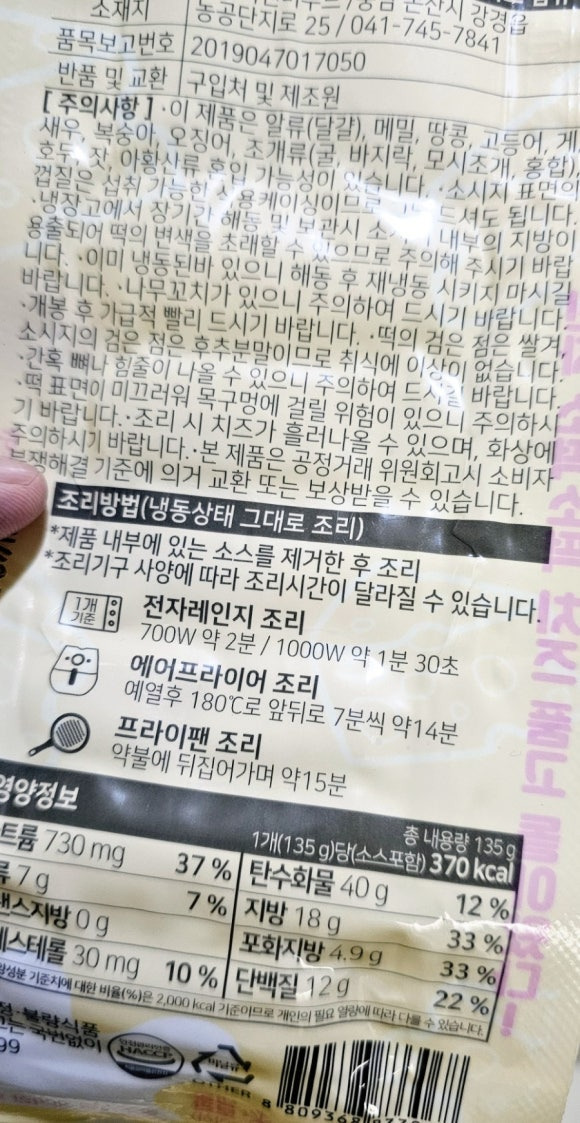 소재지
동공단지로 25/041-745-7841
품목보고번호 2019047017050
반품 및 교환 구입처 및 제조원
[주의사항]·이 제품은 알류(달걀), 메밀, 땅콩, 고등어, 게,
새우, 복숭아, 오징어, 조개류(굴, 바지락, 모시조개, 홍합),
호두, 잣, 아황산류 혼입 가능성이 있습니다. ·소시지 표면의
껍질은 섭취 가능한 드셔도 됩니다.
·냉장고에서 장기간 해동 및 보관시 내부의 지방이
용출되어 떡의 변색을 초래할 수 있으므로 주의해 주시기 바랍
니다. ·이미 냉동된바 있으니 해동 후 재냉동 시키지 마시길
바랍니다. ·나무꼬치가 있으니 주의하여 드시기 바랍니다.
·개봉 후 가급적 빨리 드시기 바랍니다. ·떡의 검은 점은 쌀겨,
소시지의 검은 점은 후추분말이므로 취식에 이상이 없습니다.
·간혹 뼈나 힘줄이 나올 수 있으니 주의하여 드시길 바랍니다.
·떡 표면이 미끄러워 목구멍에 걸릴 위험이 있으니 주의하시
기 바랍니다.·조리 시 치즈가 흘러나올 수 있으며, 화상에
주의하시기 바랍니다.·본 제품은 공정거래 위원회고시 소비자
분쟁해결 기준에 의거 교환 또는 보상받을 수 있습니다.
조리방법(냉동상태 그대로 조리)
*제품 내부에 있는 소스를 제거한 후 조리
*조리기구 사양에 따라 조리시간이 달라질 수 있습니다.
1개
기준
전자레인지 조리
700W 약 2분 / 1000W 약 1분 30초
에어프라이어 조리
예열후 180℃로 앞뒤로 7분씩 약14분
프라이팬 조리
약불에 뒤집어가며 약15분
영양정보
총 내용량 135 g
1개(135 g)당(소스포함) 370 kcal
트륨 730 mg 37 % 탄수화물 40 g 12 %
류 7 g 7 % 지방 18 g 33 %
랜스지방 0 g 포화지방 4.9 g 33 %
레스테롤 30 mg 10 % 단백질 12 g 22 %
성분 기준치에 대한 비율(%)은 2,000 kcal 기준이므로 개인의 필요 열량에 따라 다를 수 있습니다.
불량식품
국번없이
99
HACCP
비닐류
OTHER